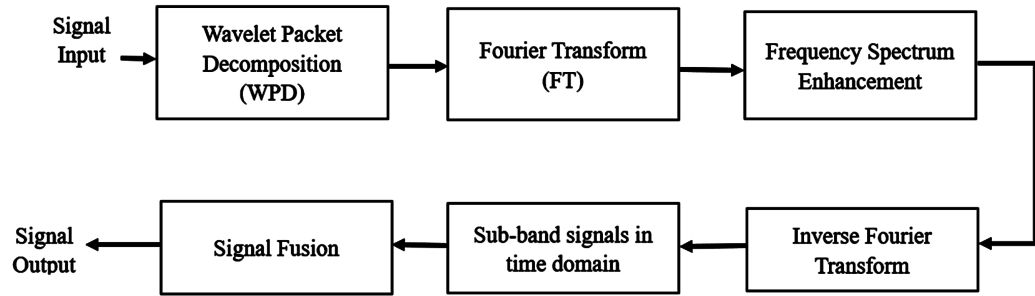 Signal
Input
Wavelet Packet
Decomposition
(WPD)
Fourier Transform
(FT)
Frequency Spectrum
Enhancement
Signal
Output
Signal Fusion
Sub-band signals in
time domain
Inverse Fourier
Transform